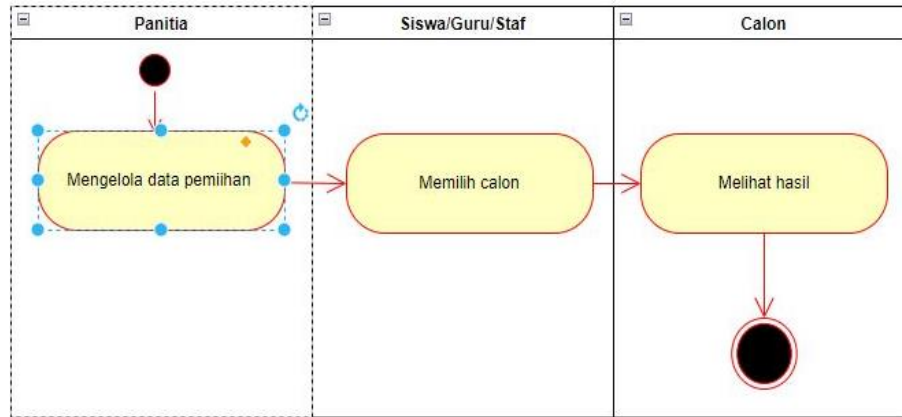 Panitia
Siswa/Guru/Staf
Calon
Mengelola data pemiihan
Memilih calon
Melihat hasil